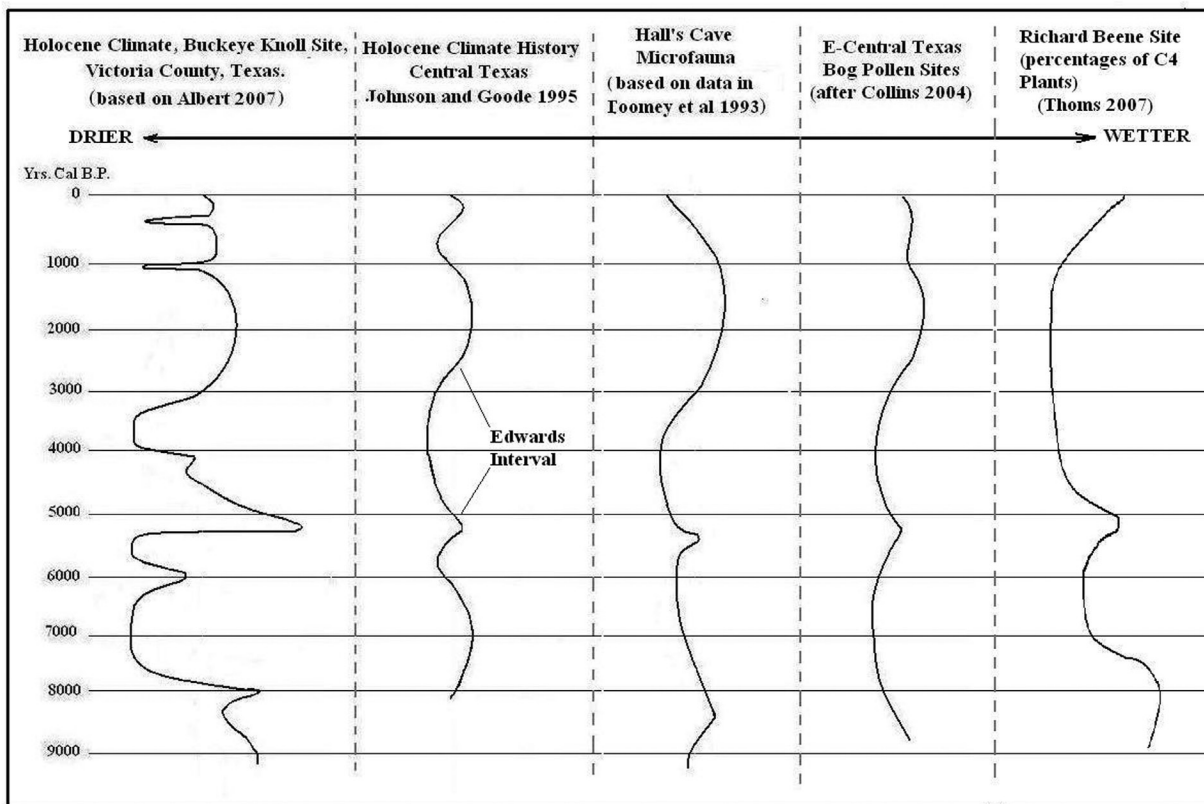 Holocene Climate, Buckeye Knoll Site,
Victoria County, Texas.
(based on Albert 2007)
Holocene Climate History
Central Texas
Johnson and Goode 1995
Hall's Cave
Microfauna
(based on data in
Toomey et al 1993)
E-Central Texas
Bog Pollen Sites
(after Collins 2004)
Richard Beene Site
(percentages of C4
Plants)
(Thoms 2007)
DRIER
WETTER
Yrs. Cal B.P.
0
1000
2000
3000
4000
Edwards
Interval
5000
6000
7000
8000
9000